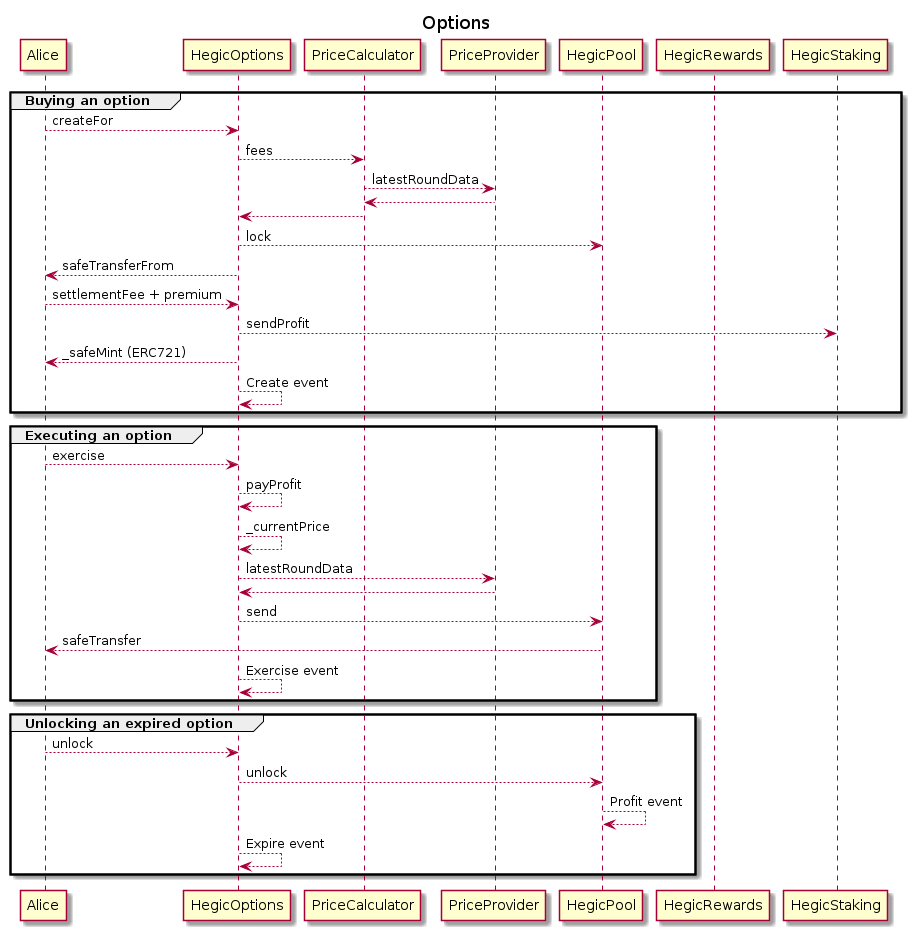 Options
Alice HegicOptions PriceCalculator PriceProvider HegicPool HegicRewards HegicStaking
Buying an option
createFor
fees
latestRoundData
lock
safeTransferFrom
settlementFee + premium
sendProfit
_safeMint (ERC721)
Create event
Executing an option
exercise
payProfit
_currentPrice
latestRoundData
send
safeTransfer
Exercise event
Unlocking an expired option
unlock
unlock
Profit event
Expire event
Alice HegicOptions PriceCalculator PriceProvider HegicPool HegicRewards HegicStaking